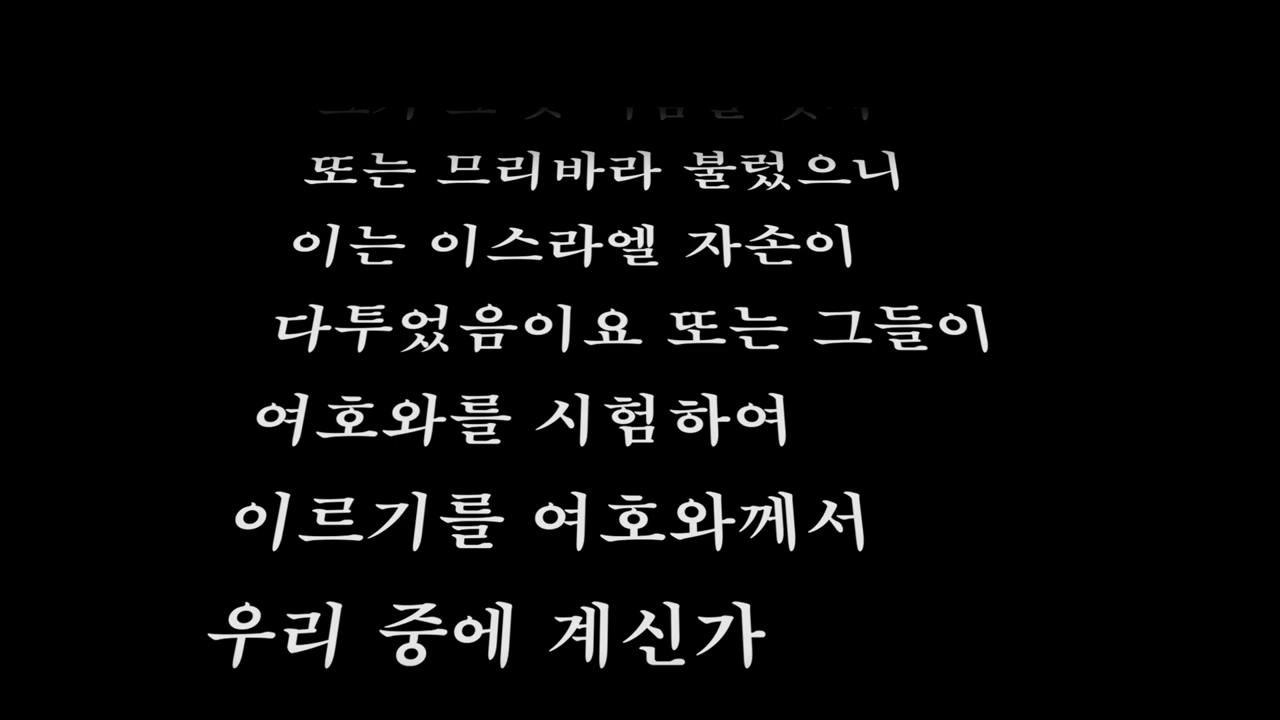 또는 므리바라 불렀으니
이는 이스라엘 자손이
다투었음이요 또는 그들이
여호와를 시험하여
이르기를 여호와께서
우리 중에 계신가